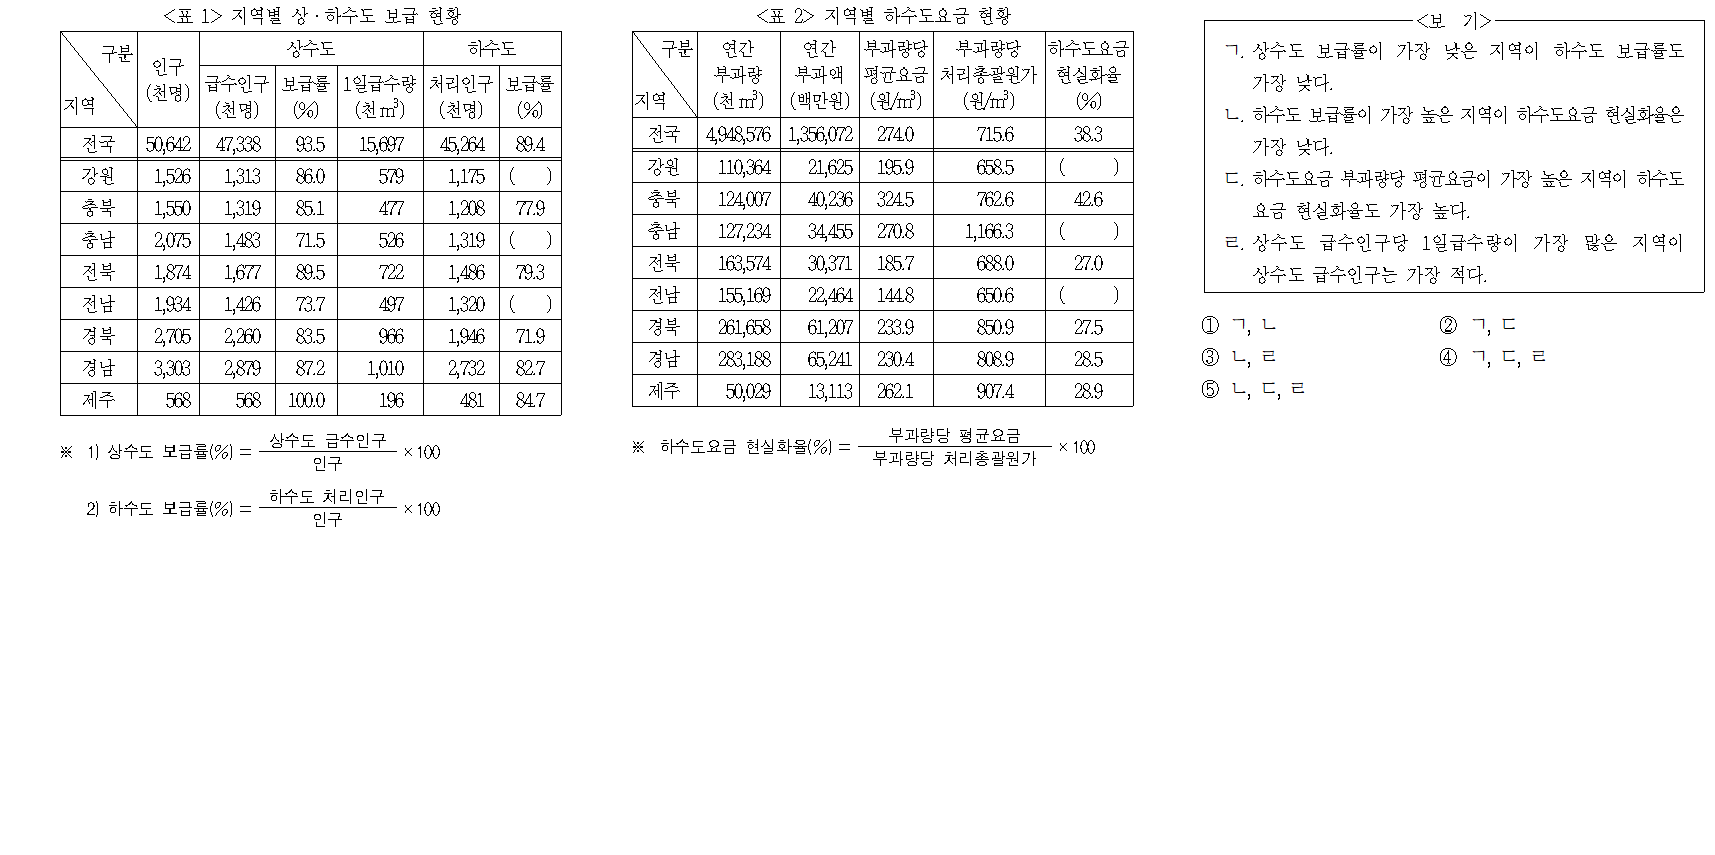 <표 1> 지역별 상·하수도 보급 현황
구분 지역 인구 (천명) 상수도 하수도
급수인구 (천명) 보급률 (%) 1일급수량 (천㎥) 처리인구 (천명) 보급률 (%)
전국 50,642 47,338 93.5 15,697 45,264 89.4
강원 1,526 1,313 86.0 579 1,175 ( )
충북 1,550 1,319 85.1 477 1,208 77.9
충남 2,075 1,483 71.5 526 1,319 ( )
전북 1,874 1,677 89.5 722 1,486 79.3
전남 1,934 1,426 73.7 497 1,320 ( )
경북 2,705 2,260 83.5 966 1,946 71.9
경남 3,303 2,879 87.2 1,010 2,732 82.7
제주 568 568 100.0 196 481 84.7
※ 1) 상수도 보급률(%) = 상수도 급수인구 / 인구 ×100
2) 하수도 보급률(%) = 하수도 처리인구 / 인구 ×100
<표 2> 지역별 하수도요금 현황
구분 지역 연간 부과량 (천㎥) 연간 부과액 (백만원) 부과량당 평균요금 (원/㎥) 부과량당 처리총괄원가 (원/㎥) 하수도요금 현실화율 (%)
전국 4,948,576 1,356,072 274.0 715.6 38.3
강원 110,364 21,625 195.9 658.5 ( )
충북 124,007 40,236 324.5 762.6 42.6
충남 127,234 34,455 270.8 1,166.3 ( )
전북 163,574 30,371 185.7 688.0 27.0
전남 155,169 22,464 144.8 650.6 ( )
경북 261,658 61,207 233.9 850.9 27.5
경남 283,188 65,241 230.4 808.9 28.5
제주 50,029 13,113 262.1 907.4 28.9
※ 하수도요금 현실화율(%) = 부과량당 평균요금 / 부과량당 처리총괄원가 ×100
<보 기>
ㄱ. 상수도 보급률이 가장 낮은 지역이 하수도 보급률도
가장 낮다.
ㄴ. 하수도 보급률이 가장 높은 지역이 하수도요금 현실화율은
가장 낮다.
ㄷ. 하수도요금 부과량당 평균요금이 가장 높은 지역이 하수도
요금 현실화율도 가장 높다.
ㄹ. 상수도 급수인구당 1일급수량이 가장 많은 지역이
상수도 급수인구는 가장 적다.
① ㄱ, ㄴ ② ㄱ, ㄷ
③ ㄴ, ㄹ ④ ㄱ, ㄷ, ㄹ
⑤ ㄴ, ㄷ, ㄹ